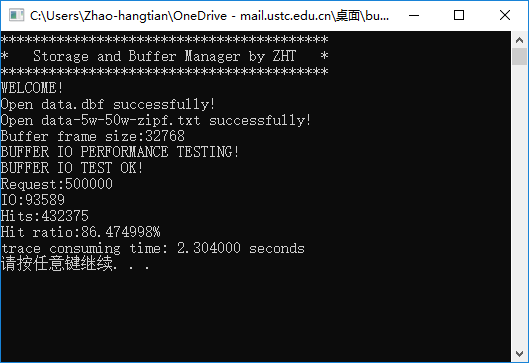 C:\Users\Zhao-hangtian\OneDrive - mail.ustc.edu.cn\桌面\bu...
*****************************************
*   Storage and Buffer Manager by ZHT   *
*****************************************
WELCOME!
Open data.dbf successfully!
Open data-5w-50w-zipf.txt successfully!
Buffer frame size:32768
BUFFER IO PERFORMANCE TESTING!
BUFFER IO TEST OK!
Request:500000
IO:93589
Hits:432375
Hit ratio:86.474998%
trace consuming time: 2.304000 seconds
请按任意键继续. . .